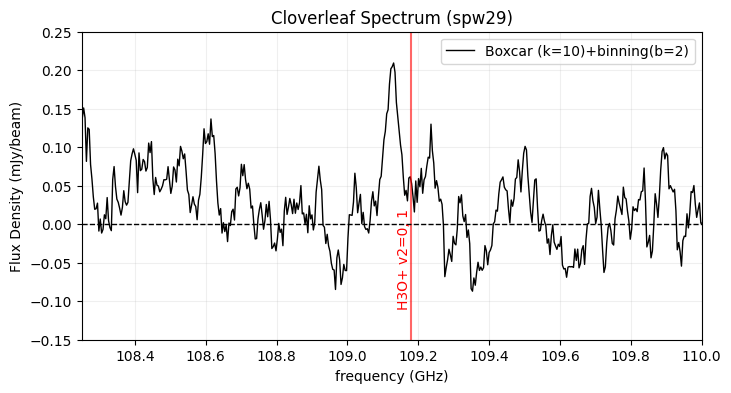 Cloverleaf Spectrum (spw29)
Boxcar (k=10)+binning(b=2)
Flux Density (mJy/beam)
0.25
0.20
0.15
0.10
0.05
0.00
−0.05
−0.10
−0.15
H3O+ v2=0_1
108.4 108.6 108.8 109.0 109.2 109.4 109.6 109.8 110.0
frequency (GHz)